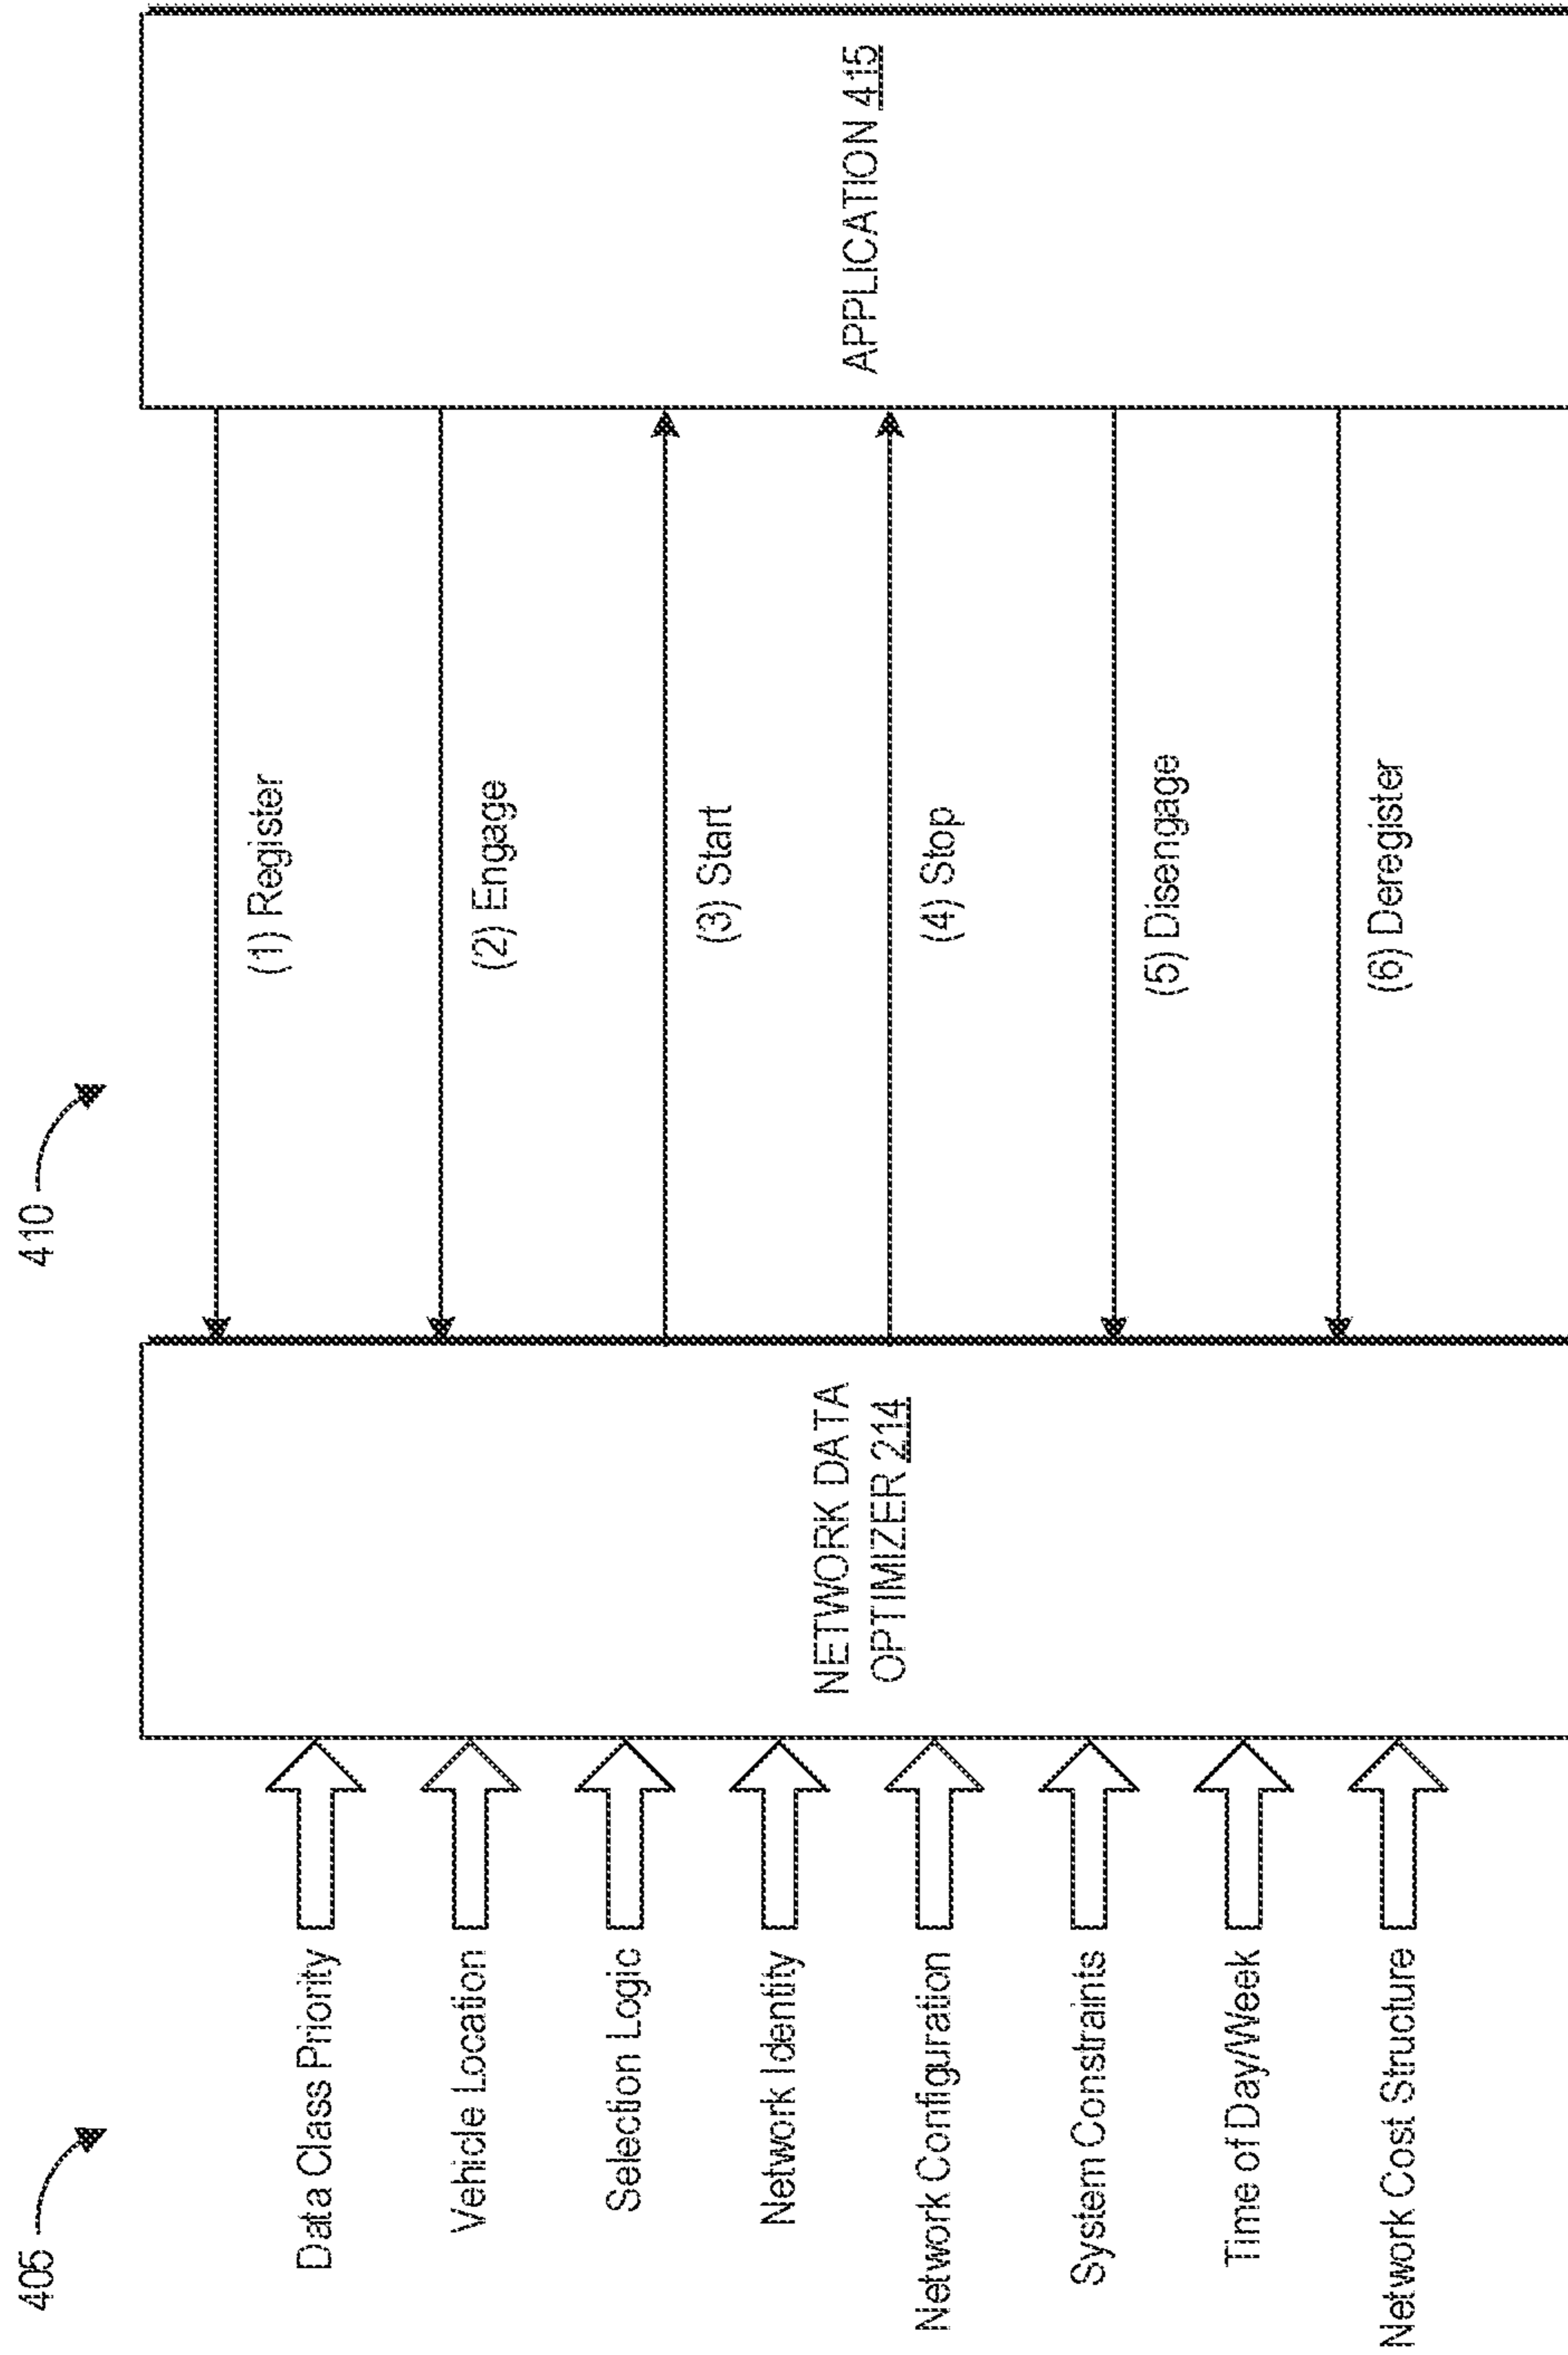 405
410
Data Class Priority
Vehicle Location
Selection Logic
Network Identity
Network Configuration
System Constraints
Time of Day/Week
Network Cost Structure
NETWORK DATA
OPTIMIZER 214
(1) Register
(2) Engage
(3) Start
(4) Stop
(5) Disengage
(6) Deregister
APPLICATION 415